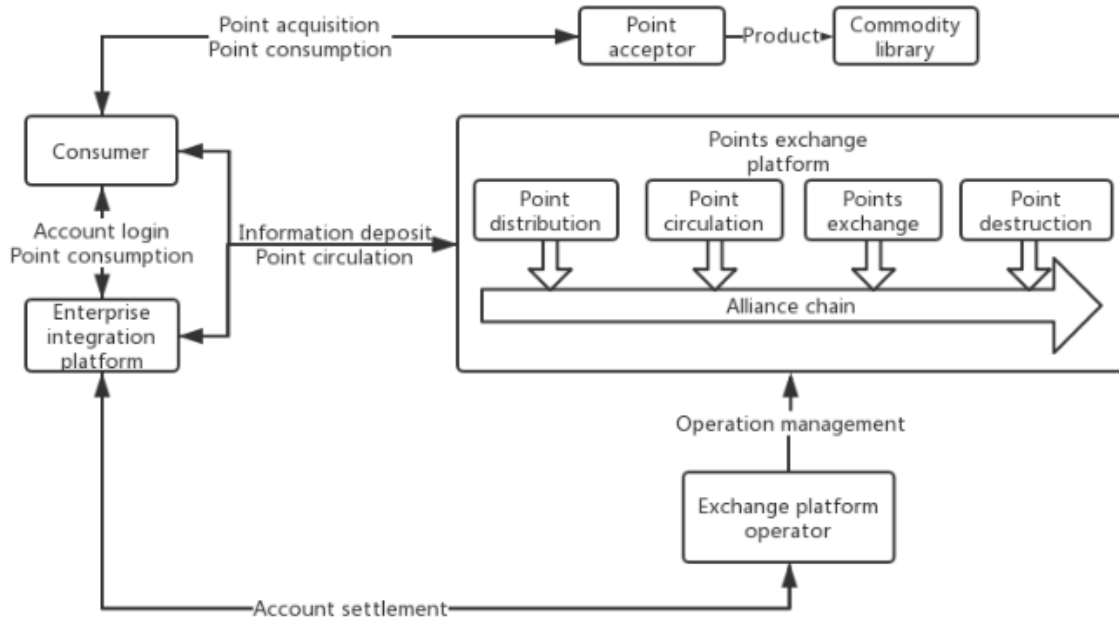 Point acquisition
Point consumption
Point
acceptor
Product
Commodity
library
Consumer
Points exchange
platform
Point
distribution
Point
circulation
Points
exchange
Point
destruction
Account login
Point consumption
Information deposit
Point circulation
Alliance chain
Enterprise
integration
platform
Operation management
Exchange platform
operator
Account settlement